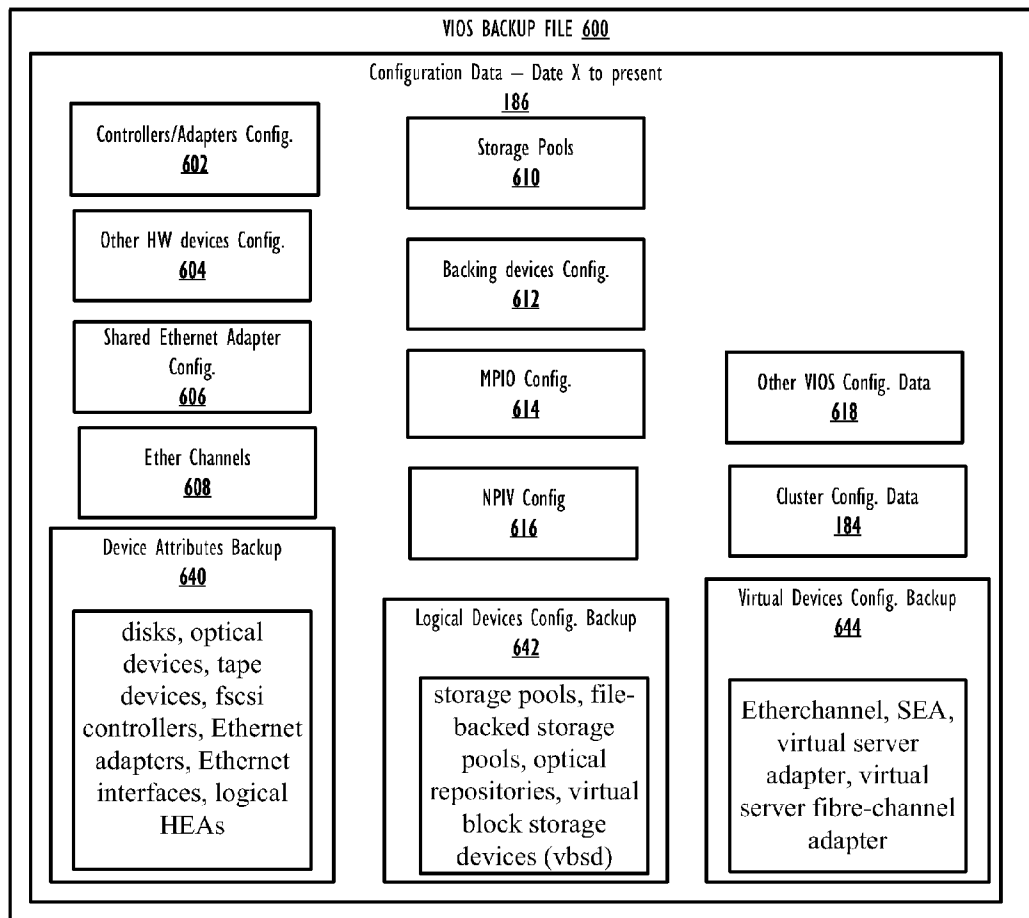 VIOS BACKUP FILE 600
Configuration Data – Date X to present
186
Controllers/Adapters Config.
602
Other HW devices Config.
604
Shared Ethernet Adapter
Config.
606
Ether Channels
608
Device Attributes Backup
640
disks, optical
devices, tape
devices, fscsi
controllers, Ethernet
adapters, Ethernet
interfaces, logical
HEAs
Storage Pools
610
Backing devices Config.
612
MPIO Config.
614
NPIV Config
616
Logical Devices Config. Backup
642
storage pools, file-
backed storage
pools, optical
repositories, virtual
block storage
devices (vbsd)
Other VIOS Config. Data
618
Cluster Config. Data
184
Virtual Devices Config. Backup
644
Etherchannel, SEA,
virtual server
adapter, virtual
server fibre-channel
adapter